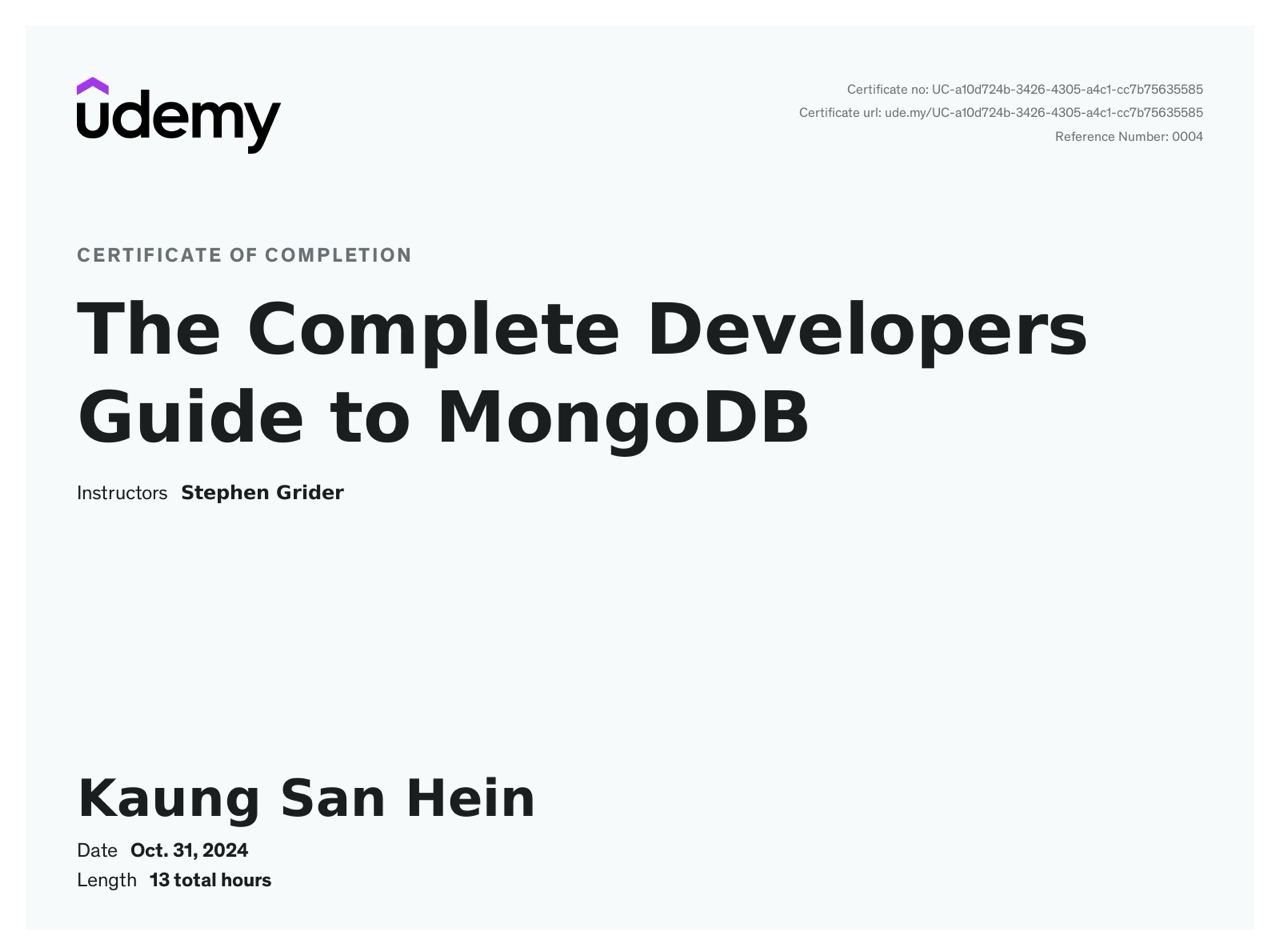 udemy
Certificate no: UC-a10d724b-3426-4305-a4c1-cc7b75635585
Certificate url: ude.my/UC-a10d724b-3426-4305-a4c1-cc7b75635585
Reference Number: 0004
CERTIFICATE OF COMPLETION
The Complete Developers
Guide to MongoDB
Instructors Stephen Grider
Kaung San Hein
Date Oct. 31, 2024
Length 13 total hours